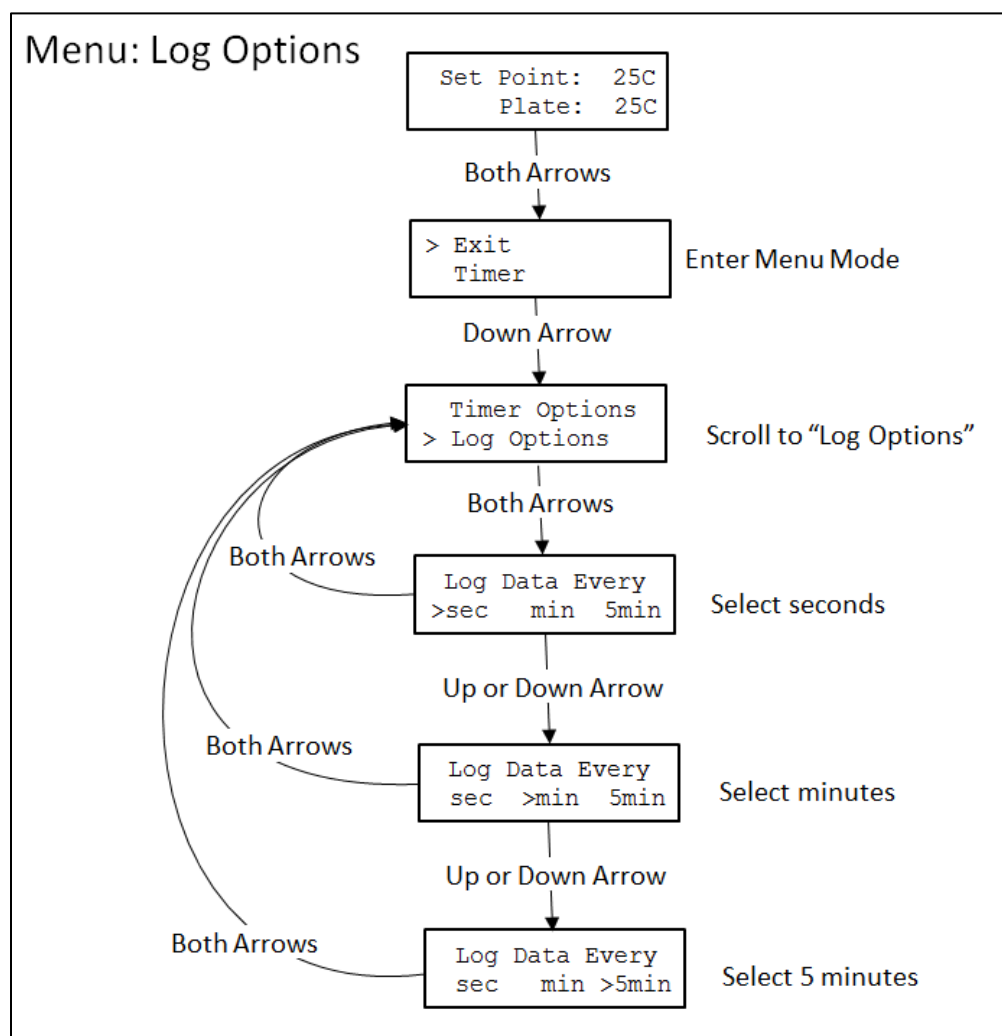 Menu: Log Options
Set Point: 25C
Plate: 25C
Both Arrows
> Exit
Timer
Enter Menu Mode
Down Arrow
Timer Options
> Log Options
Scroll to “Log Options”
Both Arrows
Both Arrows
Log Data Every
>sec min 5min
Select seconds
Up or Down Arrow
Both Arrows
Log Data Every
sec >min 5min
Select minutes
Up or Down Arrow
Both Arrows
Log Data Every
sec min >5min
Select 5 minutes